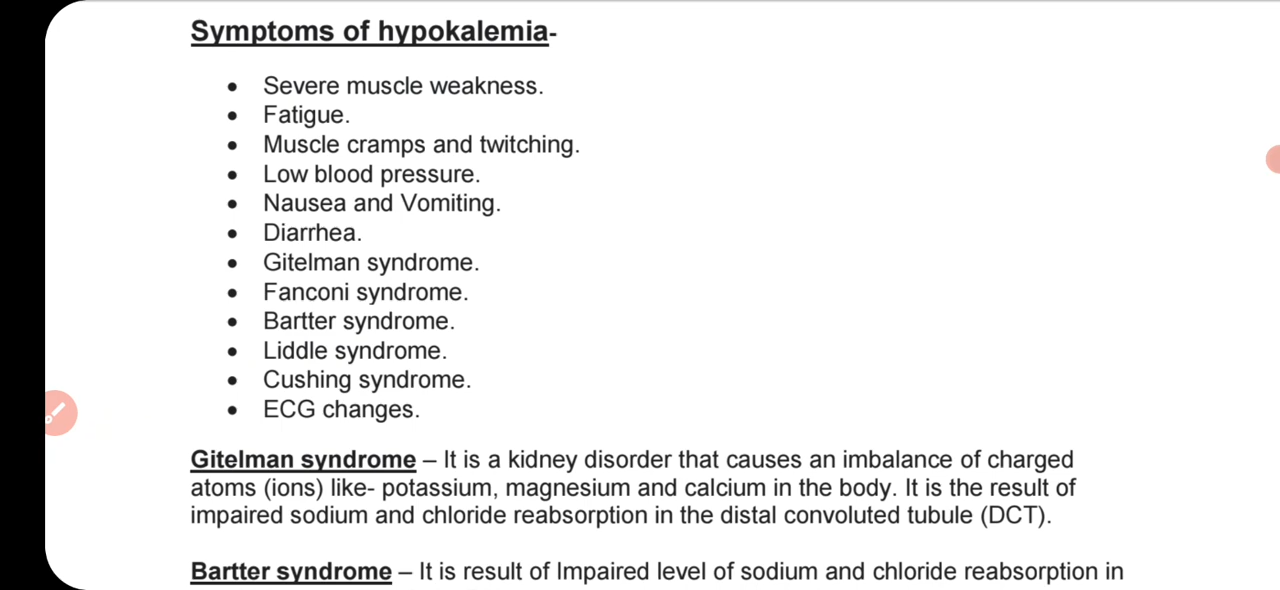 Symptoms of hypokalemia-
• Severe muscle weakness.
• Fatigue.
• Muscle cramps and twitching.
• Low blood pressure.
• Nausea and Vomiting.
• Diarrhea.
• Gitelman syndrome.
• Fanconi syndrome.
• Bartter syndrome.
• Liddle syndrome.
• Cushing syndrome.
• ECG changes.
Gitelman syndrome – It is a kidney disorder that causes an imbalance of charged
atoms (ions) like- potassium, magnesium and calcium in the body. It is the result of
impaired sodium and chloride reabsorption in the distal convoluted tubule (DCT).
Bartter syndrome – It is result of Impaired level of sodium and chloride reabsorption in